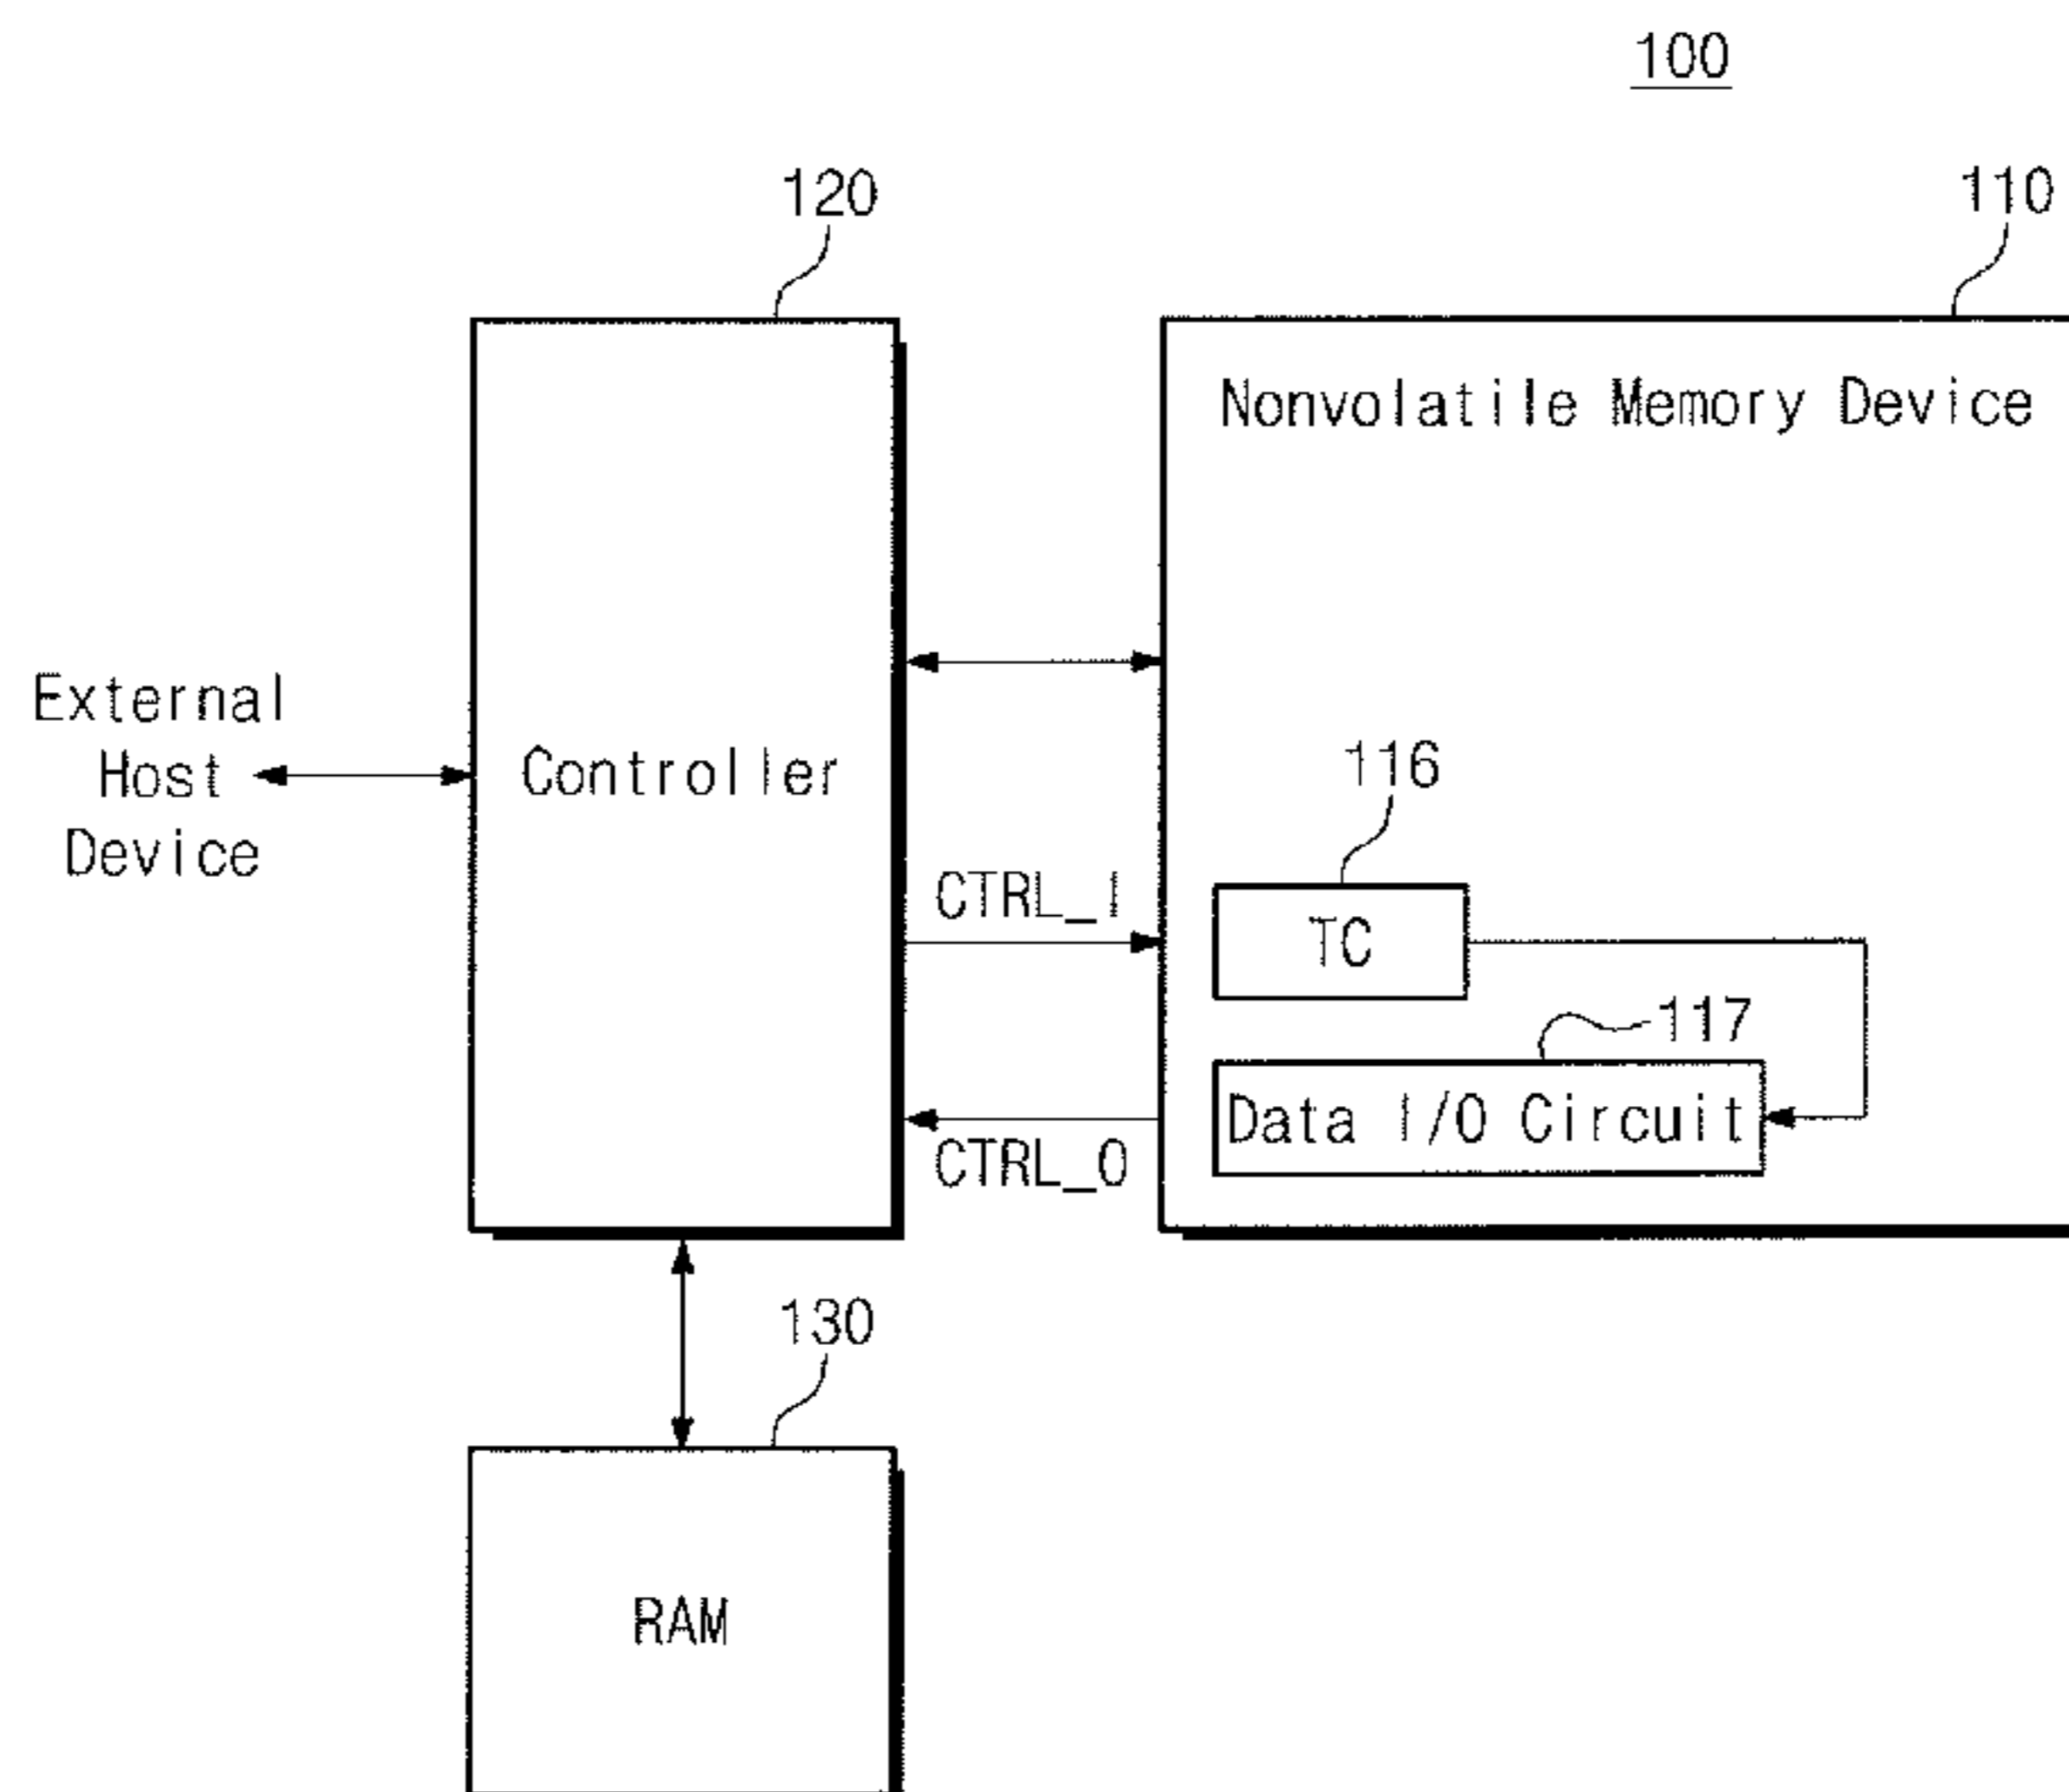 100
120
110
Nonvolatile Memory Device
External
Host
Device
Controller
116
CTRL_I
TC
117
Data I/O Circuit
CTRL_O
130
RAM